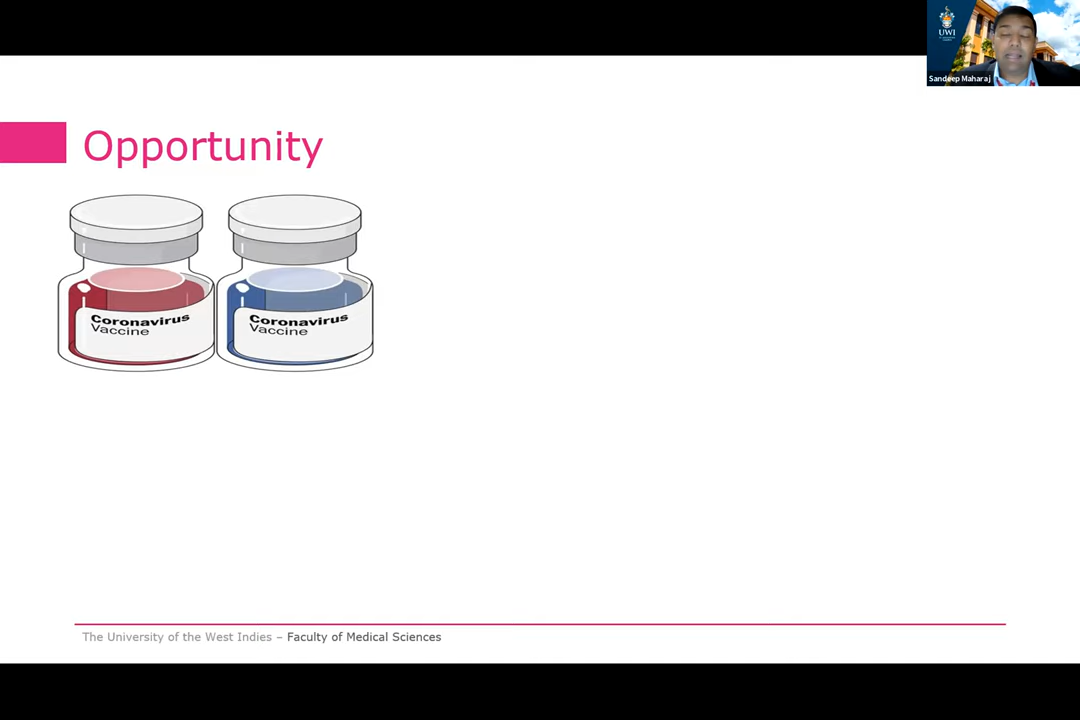 UWI
Sandeep Maharaj
Opportunity
Coronavirus
Vaccine
Coronavirus
Vaccine
The University of the West Indies – Faculty of Medical Sciences